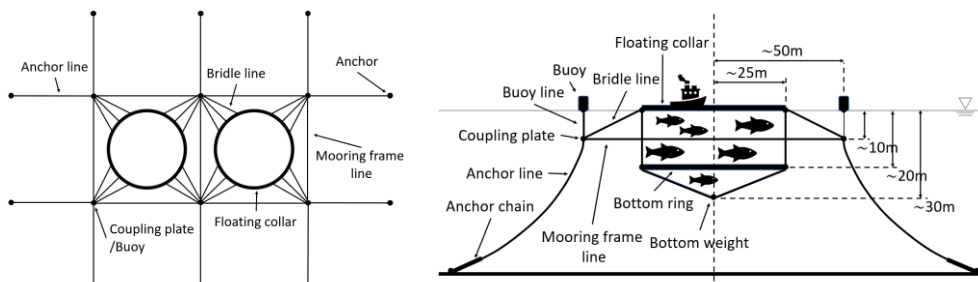 Anchor line
Bridle line
Anchor
Mooring frame
line
Coupling plate
/Buoy
Floating collar
Floating collar
~50m
~25m
Buoy
Bridle line
Buoy line
Coupling plate
~10m
Anchor line
~20m
Anchor chain
Bottom ring
~30m
Mooring frame
line
Bottom weight